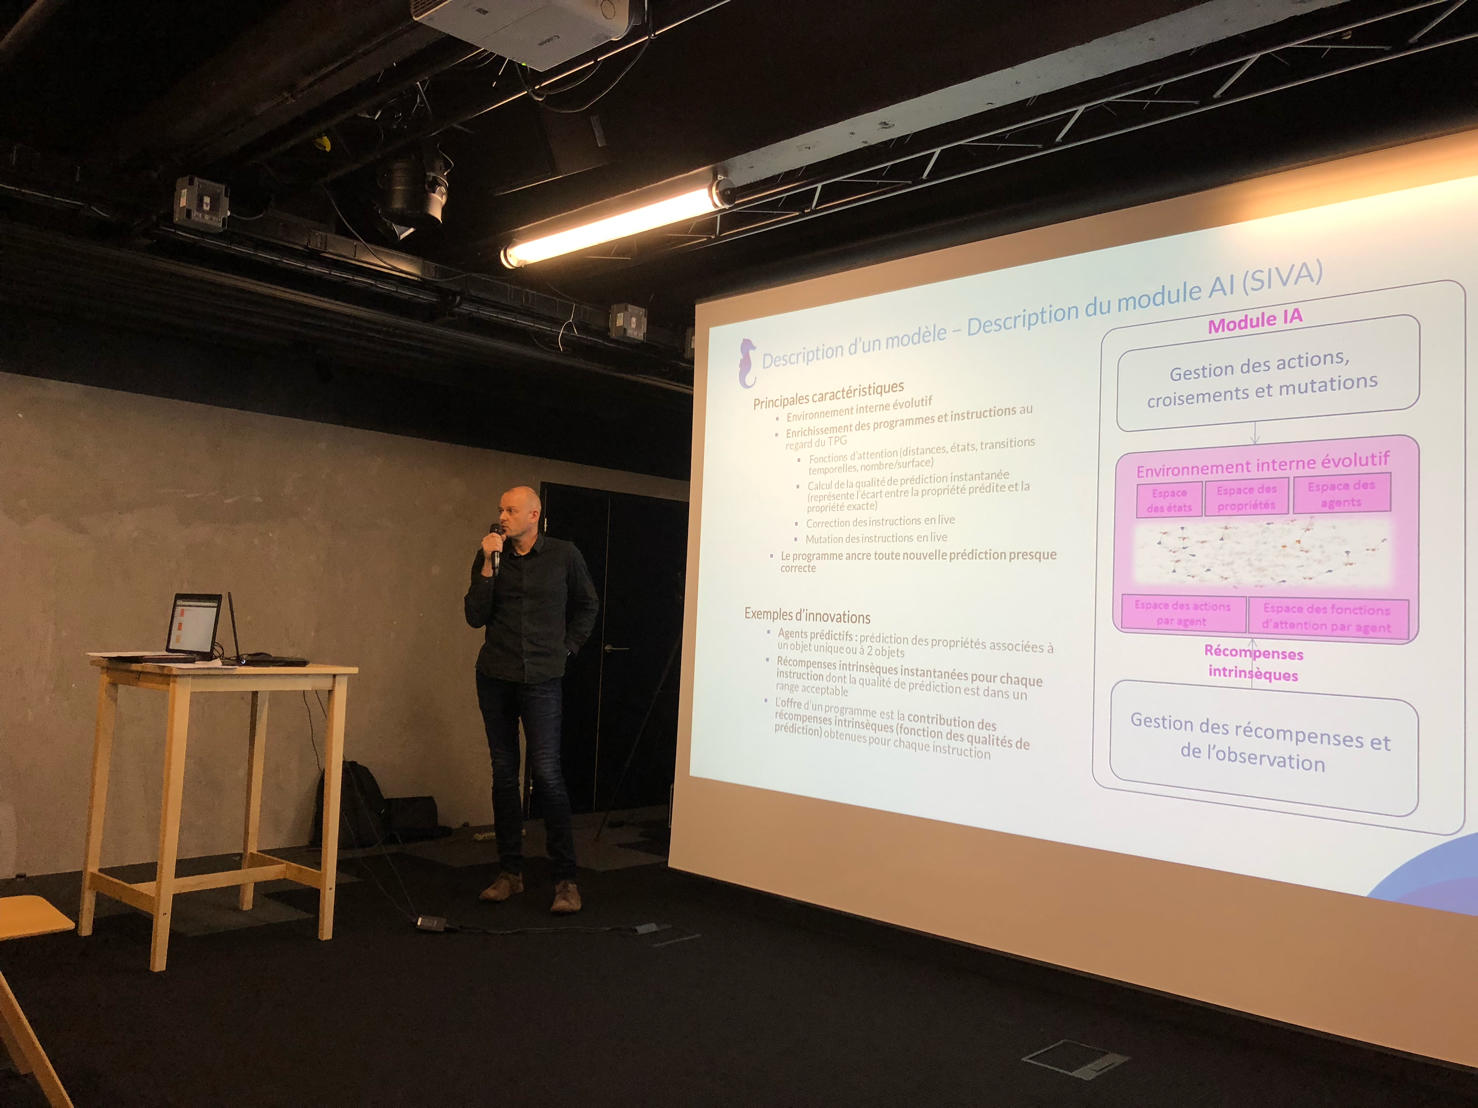 Canon
Description d'un modèle – Description du module AI (SIVA)
Principales caractéristiques
Environnement interne évolutif
Enrichissement des programmes et instructions au
regard du TPG
Fonctions d'attention (distances, états, transitions
temporelles, nombre/surface)
Calcul de la qualité de prédiction instantanée
(représente l'écart entre la propriété prédite et la
propriété exacte)
Correction des instructions en live
Mutation des instructions en live
Le programme ancre toute nouvelle prédiction presque
correcte
Exemples d'innovations
Agents prédictifs : prédiction des propriétés associées à
un objet unique ou à 2 objets
Récompenses intrinsèques instantanées pour chaque
instruction dont la qualité de prédiction est dans un
range acceptable
L'offre d'un programme est la contribution des
récompenses intrinsèques (fonction des qualités de
prédiction) obtenues pour chaque instruction
Module IA
Gestion des actions,
croisements et mutations
Environnement interne évolutif
Espace
des états
Espace des
propriétés
Espace des
agents
Espace des actions
par agent
Espace des fonctions
d'attention par agent
Récompenses
intrinsèques
Gestion des récompenses et
de l'observation